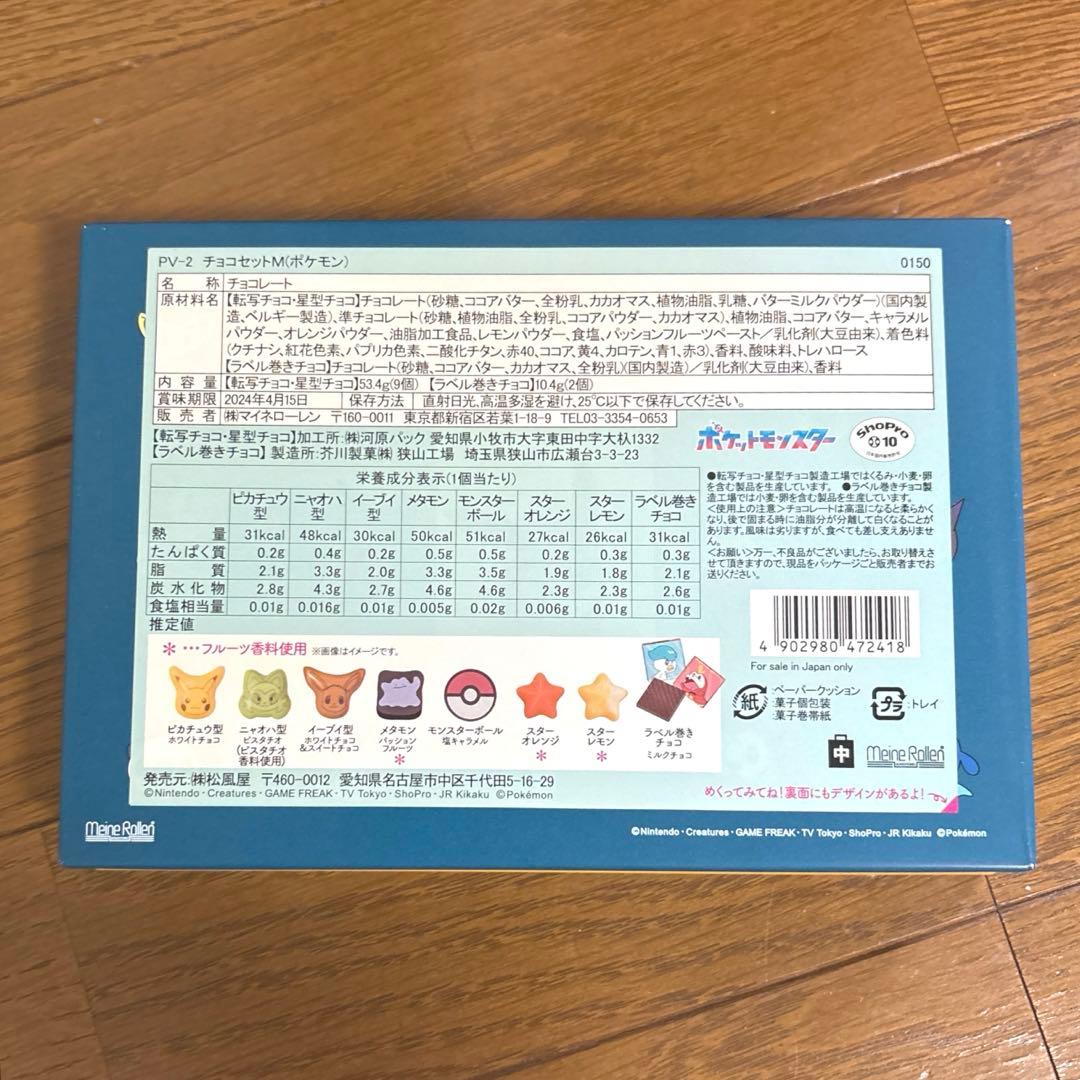 PV-2 チョコセットM(ポケモン) 0150
名 称 チョコレート
原材料名 【転写チョコ・星型チョコ】チョコレート(砂糖、ココアバター、全粉乳、カカオマス、植物油脂、乳糖、バターミルクパウダー)(国内製
造、ベルギー製造)、準チョコレート(砂糖、植物油脂、全粉乳、ココアパウダー、カカオマス)、植物油脂、ココアバター、キャラメル
パウダー、オレンジパウダー、油脂加工食品、レモンパウダー、食塩、パッションフルーツペースト／乳化剤(大豆由来)、着色料
(クチナシ、紅花色素、パプリカ色素、二酸化チタン、赤40、ココア、黄4、カロテン、青1、赤3)、香料、酸味料、トレハロース
【ラベル巻きチョコ】チョコレート(砂糖、ココアバター、カカオマス、全粉乳)(国内製造)／乳化剤(大豆由来)、香料
内 容 量 【転写チョコ・星型チョコ】53.4g(9個) 【ラベル巻きチョコ】10.4g(2個)
賞味期限 2024年4月15日 保存方法 直射日光、高温多湿を避け、25℃以下で保存してください。
販 売 者 ㈱マイネローレン 〒160-0011 東京都新宿区若葉1-18-9 TEL03-3354-0653
【転写チョコ・星型チョコ】加工所:㈱河原パック 愛知県小牧市大字東田中字大杁1332
【ラベル巻きチョコ】製造所:芥川製菓㈱ 狭山工場 埼玉県狭山市広瀬台3-3-23
ポケットモンスター
ShoPro
10
栄養成分表示(1個当たり)
ピカチュウ型 ニャオハ型 イーブイ型 メタモン モンスターボール スターオレンジ スターレモン ラベル巻きチョコ
熱 量 31kcal 48kcal 30kcal 50kcal 51kcal 27kcal 26kcal 31kcal
たんぱく質 0.2g 0.4g 0.2g 0.5g 0.5g 0.2g 0.3g 0.3g
脂 質 2.1g 3.3g 2.0g 3.3g 3.5g 1.9g 1.8g 2.1g
炭水化物 2.8g 4.3g 2.7g 4.6g 4.6g 2.3g 2.3g 2.6g
食塩相当量 0.01g 0.016g 0.01g 0.005g 0.02g 0.006g 0.01g 0.01g
推定値
●転写チョコ・星型チョコ製造工場ではくるみ・小麦・卵
を含む製品を生産しています。 ●ラベル巻きチョコ製
造工場では小麦・卵を含む製品を生産しています。
<使用上の注意>チョコレートは高温になると柔らかく
なり、後で固まる時に油脂分が分離して白くなることが
あります。風味は劣りますが、食べても差し支えありませ
ん。
<お願い>万一、不良品がございましたら、お取り替えさ
せて頂きますので、現品をパッケージごと販売者までお
送りください。
4 902980 472418
For sale in Japan only
＊…フルーツ香料使用 ※画像はイメージです。
ピカチュウ型 ニャオハ型 イーブイ型 メタモン モンスターボール スター スター ラベル巻き
ホワイトチョコ ピスタチオ ホワイトチョコ パッション 塩キャラメル オレンジ レモン チョコ
(ピスタチオ &スイートチョコ フルーツ ＊ ＊ ミルクチョコ
香料使用) ＊
紙 :ペーパークッション
:菓子個包装
:菓子巻帯紙
プラ :トレイ
中
Meine Rollen
発売元:㈱松風屋 〒460-0012 愛知県名古屋市中区千代田5-16-29
©Nintendo・Creatures・GAME FREAK・TV Tokyo・ShoPro・JR Kikaku ©Pokémon
めくってみてね!裏面にもデザインがあるよ!
Meine Rollen
©Nintendo・Creatures・GAME FREAK・TV Tokyo・ShoPro・JR Kikaku ©Pokémon